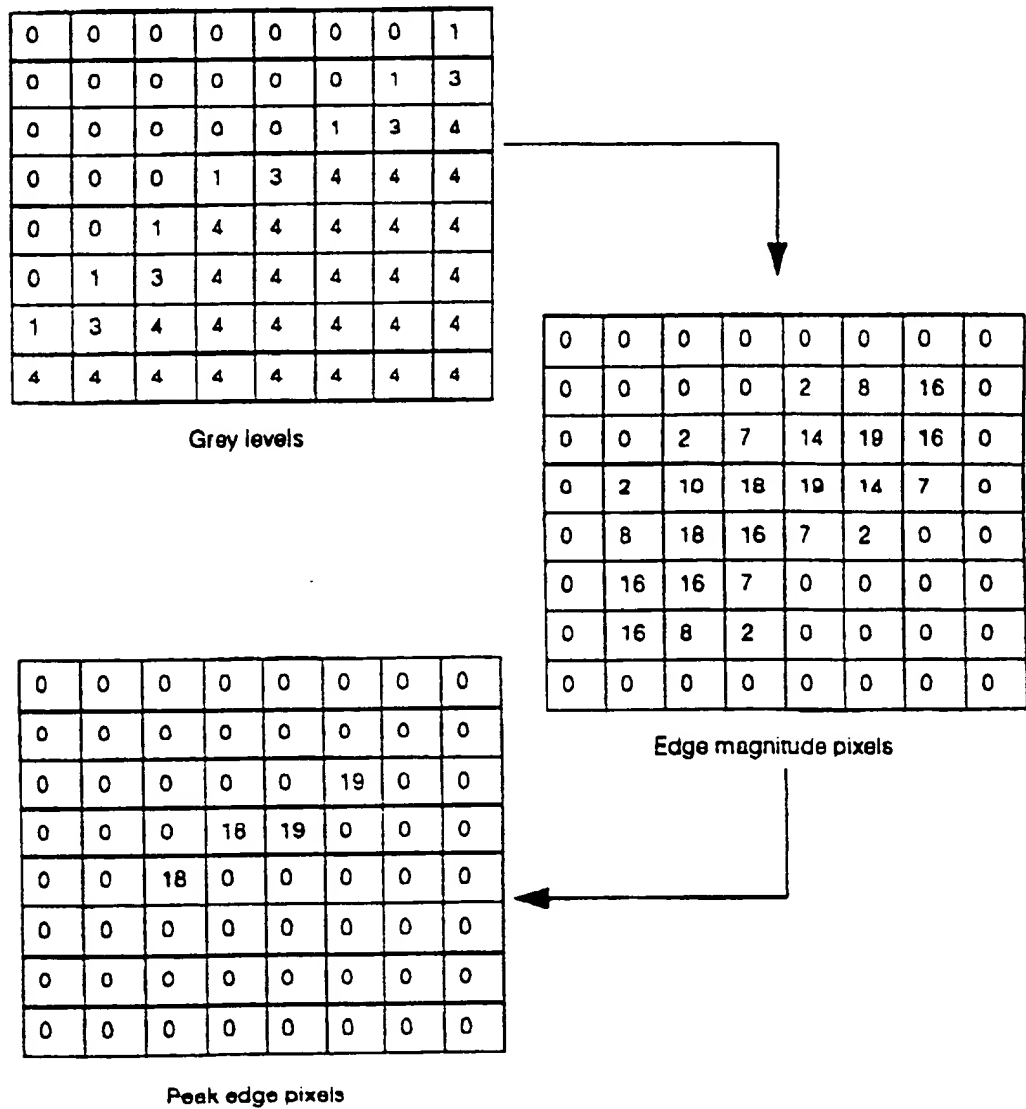 0 0 0 0 0 0 0 1
0 0 0 0 0 0 1 3
0 0 0 0 0 1 3 4
0 0 0 1 3 4 4 4
0 0 1 4 4 4 4 4
0 1 3 4 4 4 4 4
1 3 4 4 4 4 4 4
4 4 4 4 4 4 4 4
Grey levels
0 0 0 0 0 0 0 0
0 0 0 0 2 8 16 0
0 0 2 7 14 19 16 0
0 2 10 18 19 14 7 0
0 8 18 16 7 2 0 0
0 16 16 7 0 0 0 0
0 16 8 2 0 0 0 0
0 0 0 0 0 0 0 0
Edge magnitude pixels
0 0 0 0 0 0 0 0
0 0 0 0 0 0 0 0
0 0 0 0 0 19 0 0
0 0 0 18 19 0 0 0
0 0 18 0 0 0 0 0
0 0 0 0 0 0 0 0
0 0 0 0 0 0 0 0
0 0 0 0 0 0 0 0
Peak edge pixels